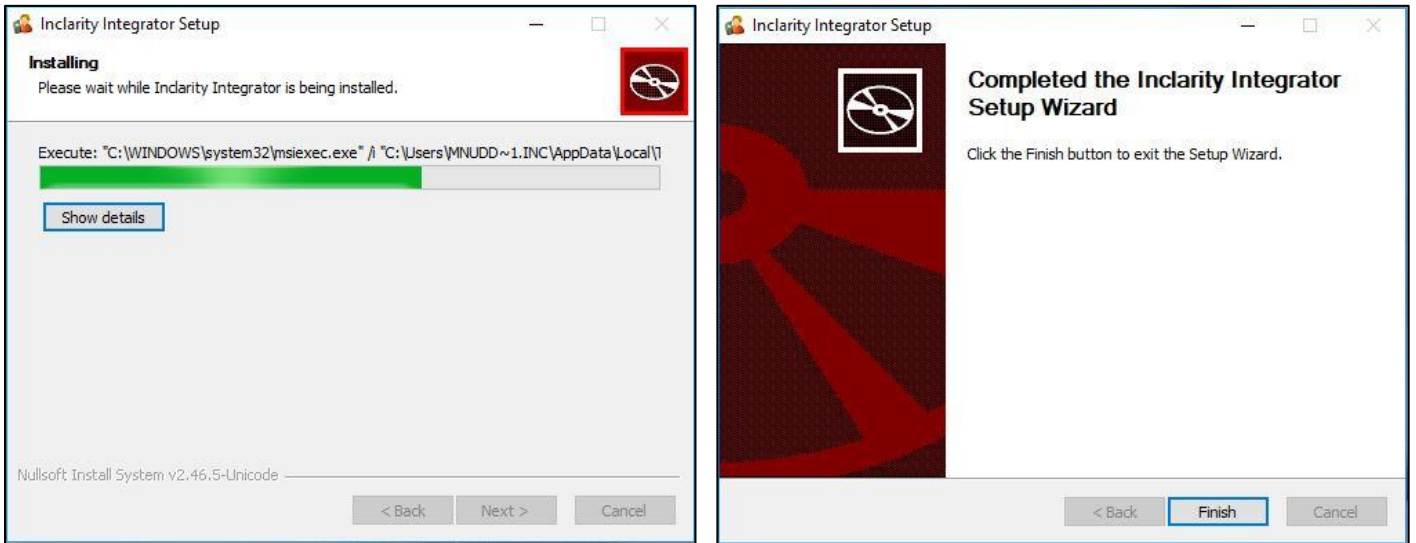 Inclarity Integrator Setup
Installing
Please wait while Inclarity Integrator is being installed.
Execute: "C:\WINDOWS\system32\msiexec.exe" /i "C:\Users\MNUDD~1.INC\AppData\Local\T
Show details
Nullsoft Install System v2.46.5-Unicode
< Back Next > Cancel
Inclarity Integrator Setup
Completed the Inclarity Integrator
Setup Wizard
Click the Finish button to exit the Setup Wizard.
< Back Finish Cancel